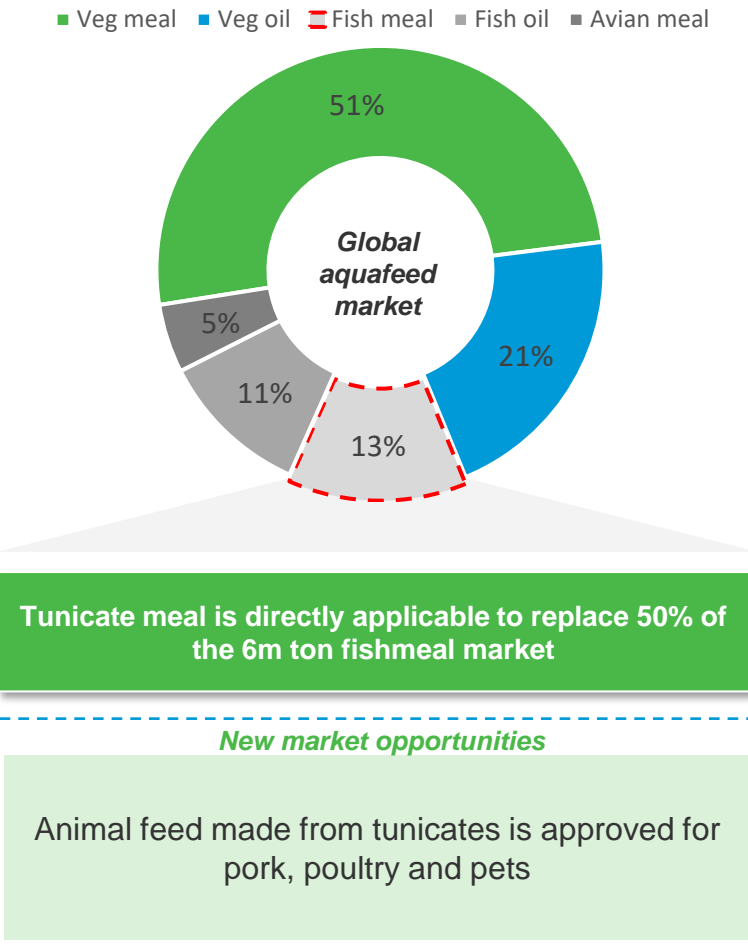 Veg meal Veg oil Fish meal Fish oil Avian meal
51%
Global
aquafeed
market
5%
21%
11%
13%
Tunicate meal is directly applicable to replace 50% of
the 6m ton fishmeal market
New market opportunities
Animal feed made from tunicates is approved for
pork, poultry and pets